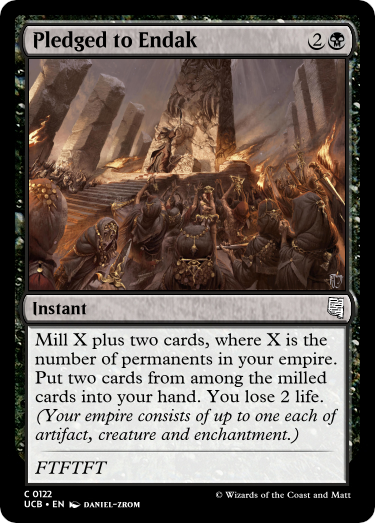 Pledged to Endak 2
Instant
Mill X plus two cards, where X is the
number of permanents in your empire.
Put two cards from among the milled
cards into your hand. You lose 2 life.
(Your empire consists of up to one each of
artifact, creature and enchantment.)
FTFTFT
C 0122
UCB • EN DANIEL-ZROM
© Wizards of the Coast and Matt